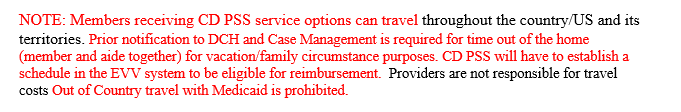 NOTE: Members receiving CD PSS service options can travel throughout the country/US and its
territories. Prior notification to DCH and Case Management is required for time out of the home
(member and aide together) for vacation/family circumstance purposes. CD PSS will have to establish a
schedule in the EVV system to be eligible for reimbursement.  Providers are not responsible for travel
costs Out of Country travel with Medicaid is prohibited.